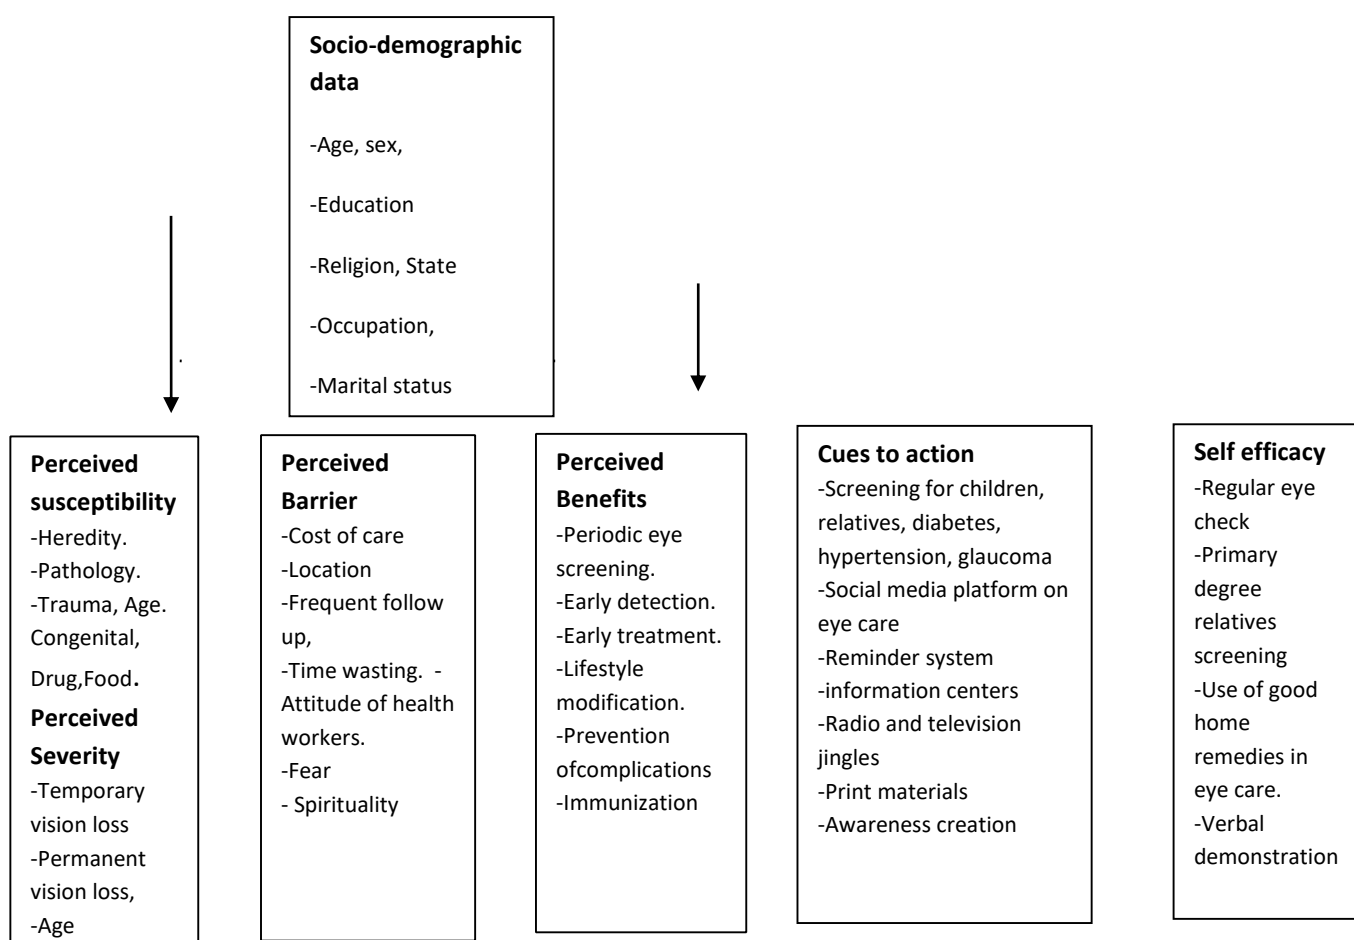 Socio-demographic
data
-Age, sex,
-Education
-Religion, State
-Occupation,
-Marital status
Perceived
susceptibility
-Heredity.
-Pathology.
-Trauma, Age.
Congenital,
Drug,Food.
Perceived
Severity
-Temporary
vision loss
-Permanent
vision loss,
-Age
Perceived
Barrier
-Cost of care
-Location
-Frequent follow
up,
-Time wasting.  -
Attitude of health
workers.
-Fear
- Spirituality
Perceived
Benefits
-Periodic eye
screening.
-Early detection.
-Early treatment.
-Lifestyle
modification.
-Prevention
ofcomplications
-Immunization
Cues to action
-Screening for children,
relatives, diabetes,
hypertension, glaucoma
-Social media platform on
eye care
-Reminder system
-information centers
-Radio and television
jingles
-Print materials
-Awareness creation
Self efficacy
-Regular eye
check
-Primary
degree
relatives
screening
-Use of good
home
remedies in
eye care.
-Verbal
demonstration